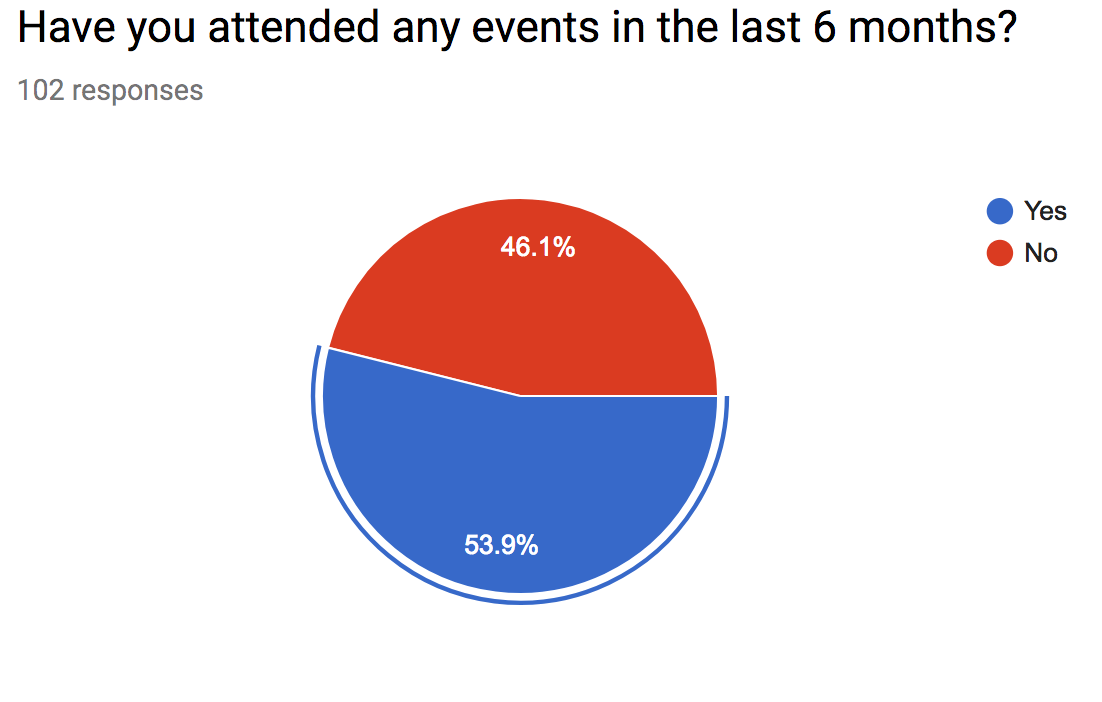 Have you attended any events in the last 6 months?
102 responses
Yes
No
46.1%
53.9%